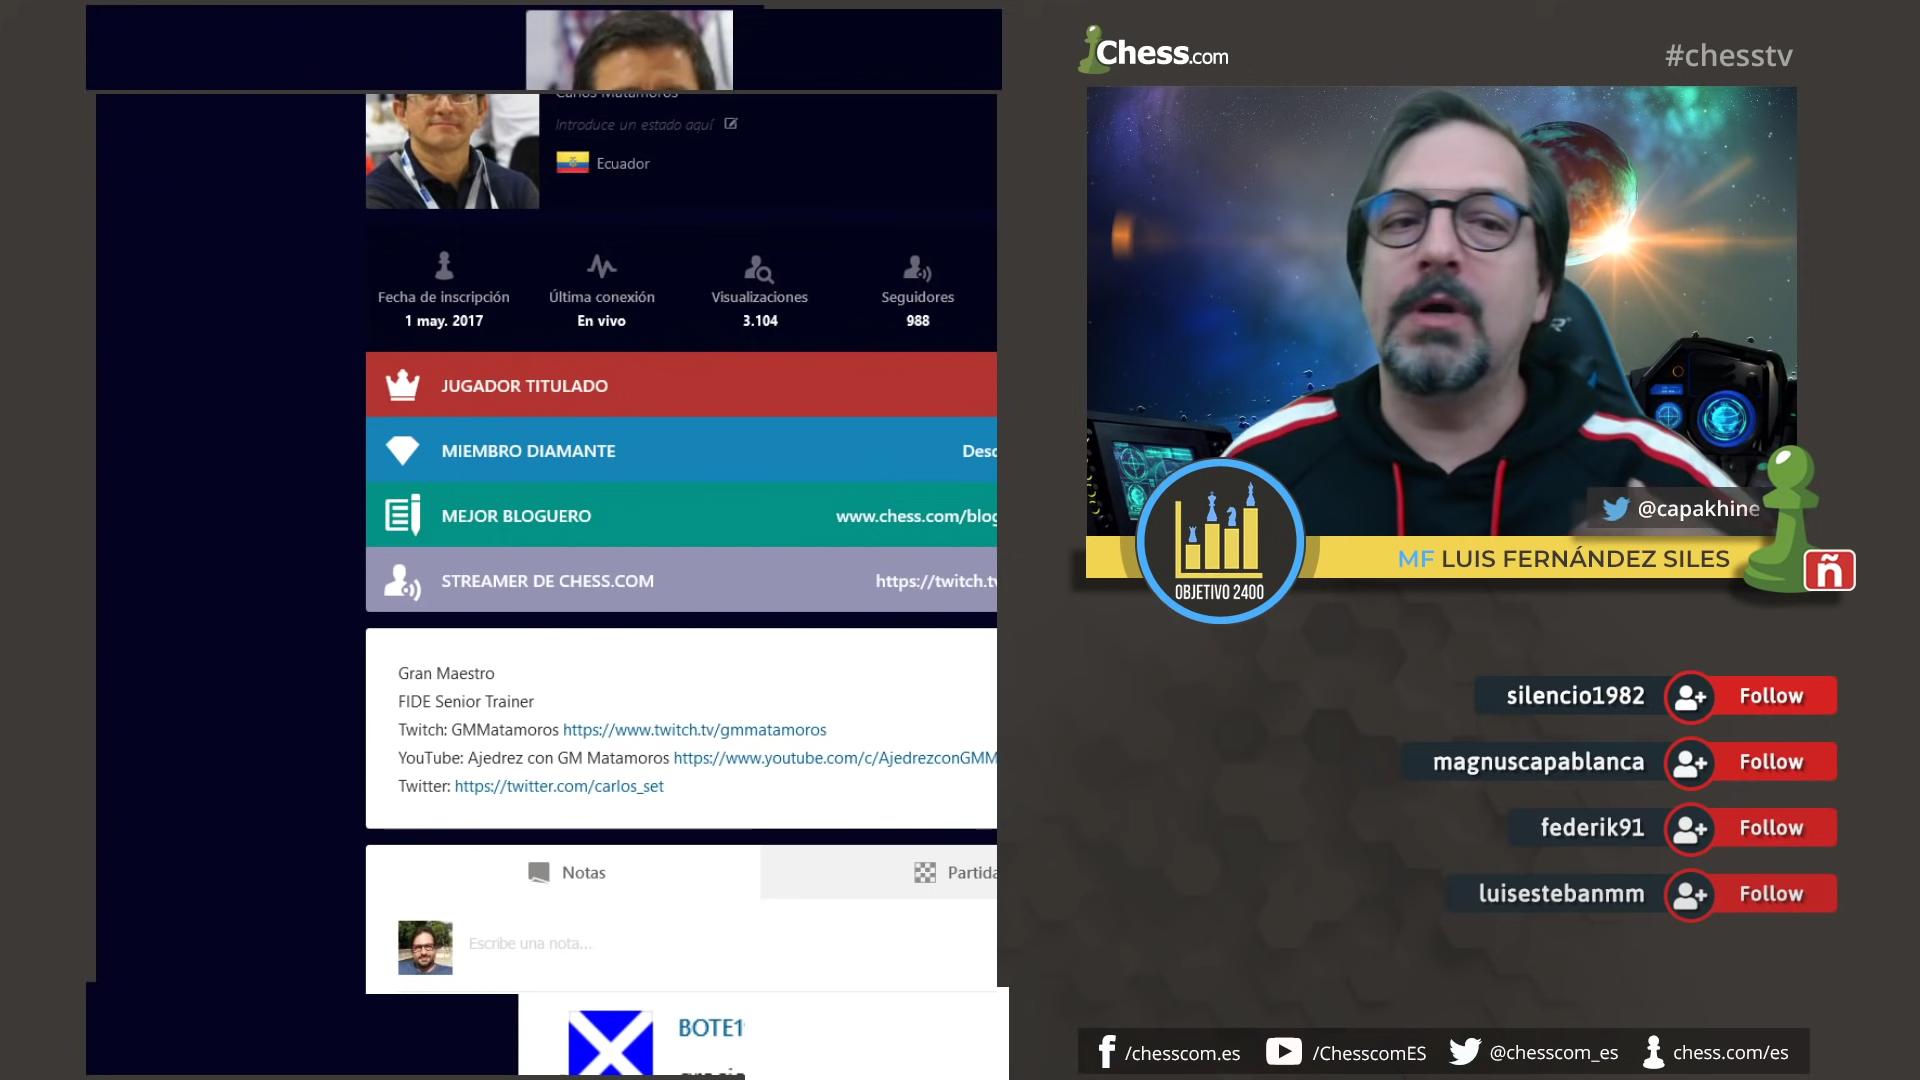 Carlos Matamoros
Introduce un estado aquí
Ecuador
Fecha de inscripción
1 may. 2017
Última conexión
En vivo
Visualizaciones
3.104
Seguidores
988
JUGADOR TITULADO
MIEMBRO DIAMANTE
Desc
MEJOR BLOGUERO
www.chess.com/blog
STREAMER DE CHESS.COM
https://twitch.tv
Gran Maestro
FIDE Senior Trainer
Twitch: GMMatamoros https://www.twitch.tv/gmmatamoros
YouTube: Ajedrez con GM Matamoros https://www.youtube.com/c/AjedrezconGMM
Twitter: https://twitter.com/carlos_set
Notas
Partida
Escribe una nota...
BOTE1
Chess.com
#chesstv
@capakhine
MF LUIS FERNÁNDEZ SILES
ñ
OBJETIVO 2400
silencio1982 Follow
magnuscapablanca Follow
federik91 Follow
luisestebanmm Follow
/chesscom.es
/ChesscomES
@chesscom_es
chess.com/es